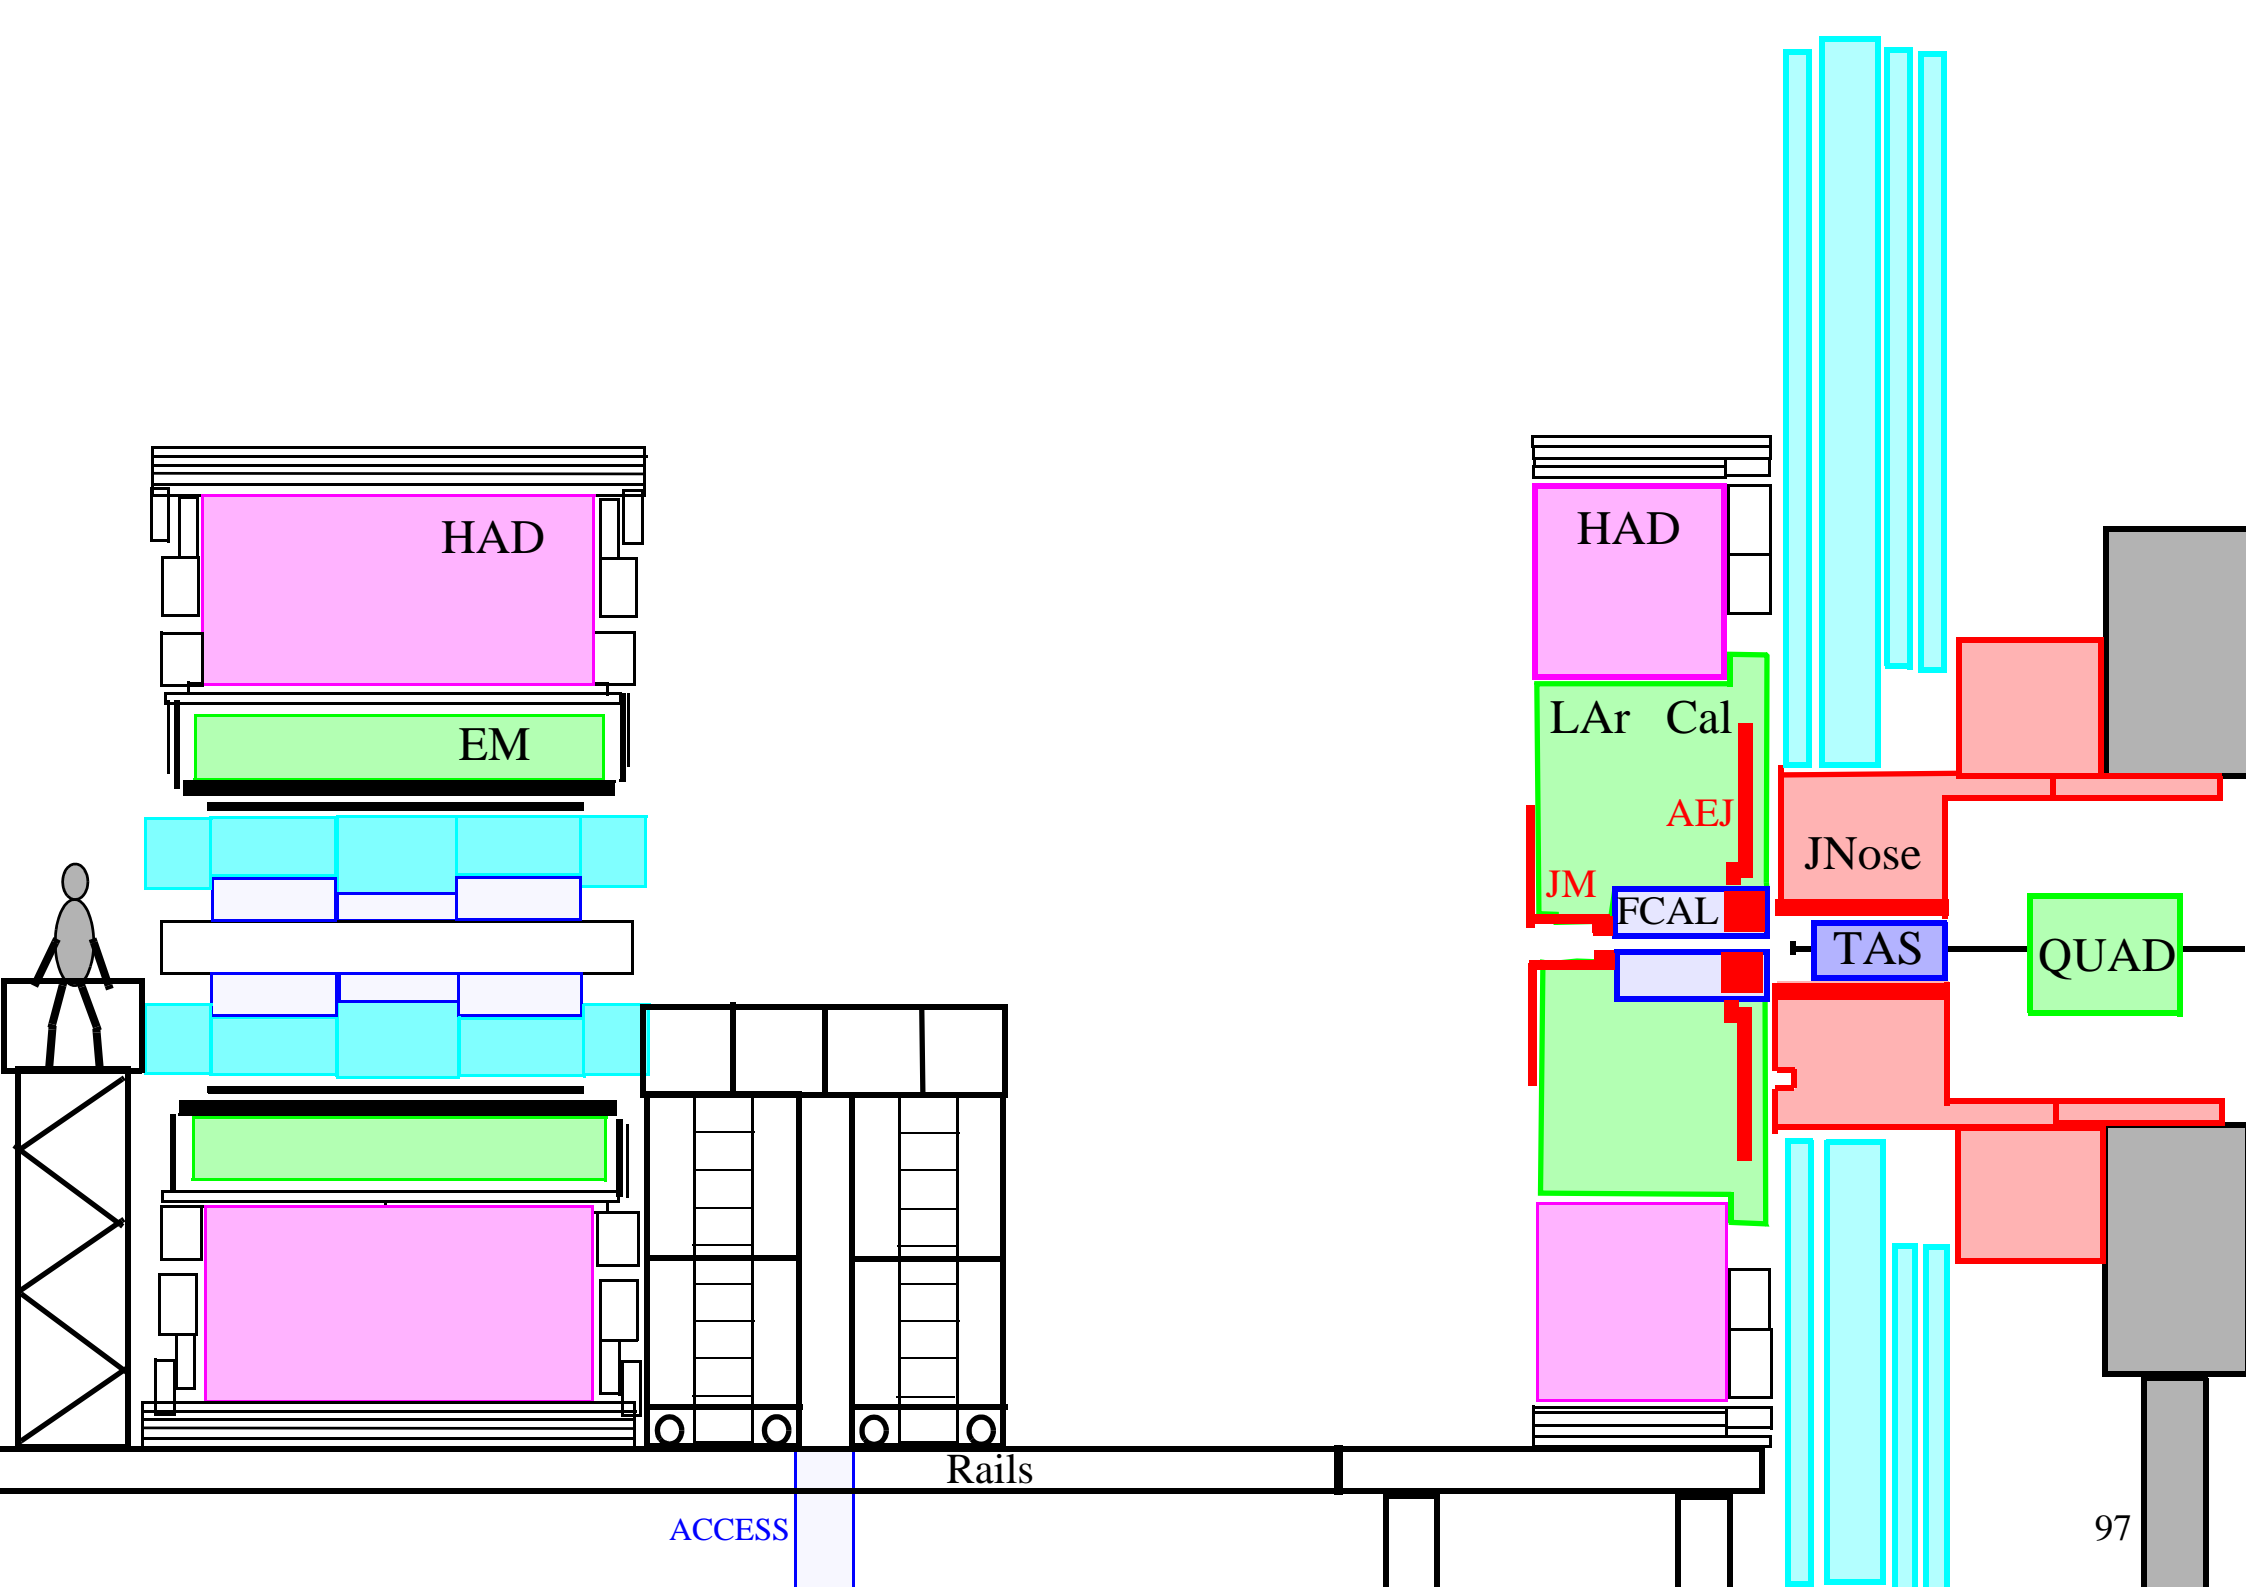 HAD
EM
HAD
LAr Cal
AEJ
JM
FCAL
JNose
TAS
QUAD
Rails
ACCESS
97